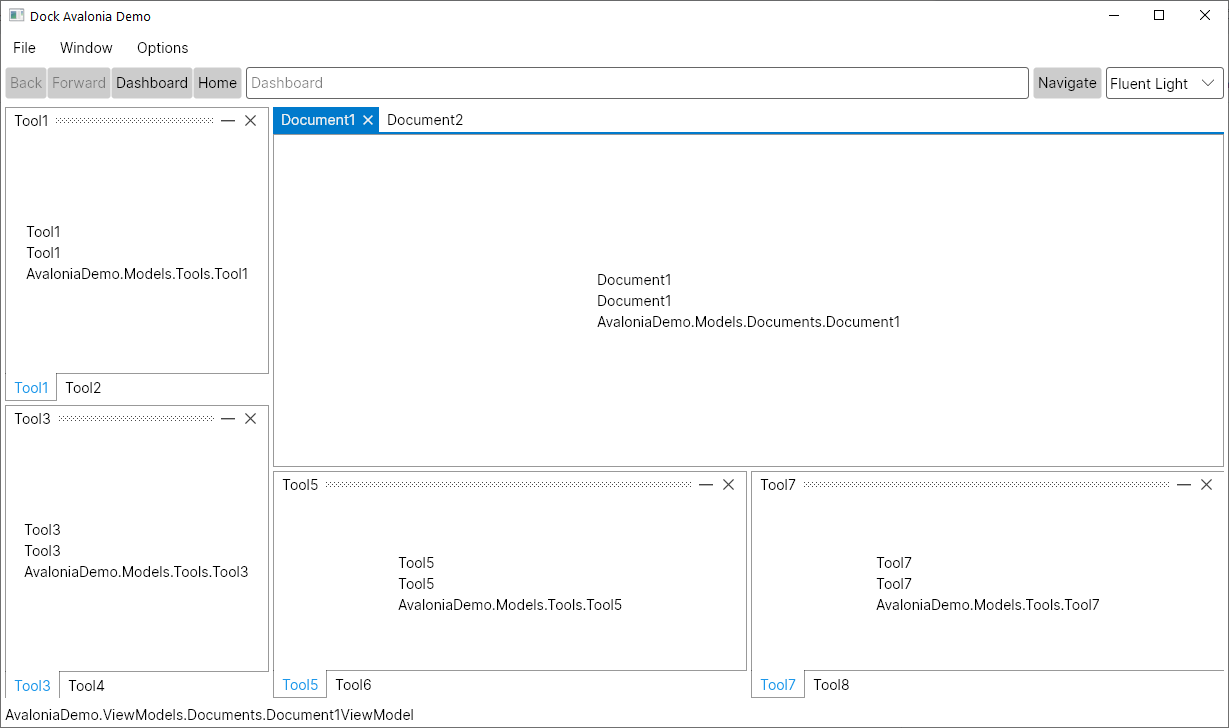 Dock Avalonia Demo
File Window Options
Back Forward Dashboard Home Dashboard Navigate Fluent Light
Tool1
Tool1
Tool1
AvaloniaDemo.Models.Tools.Tool1
Tool1 Tool2
Document1 Document2
Document1
Document1
AvaloniaDemo.Models.Documents.Document1
Tool3
Tool3
Tool3
AvaloniaDemo.Models.Tools.Tool3
Tool3 Tool4
Tool5
Tool5
Tool5
AvaloniaDemo.Models.Tools.Tool5
Tool5 Tool6
Tool7
Tool7
Tool7
AvaloniaDemo.Models.Tools.Tool7
Tool7 Tool8
AvaloniaDemo.ViewModels.Documents.Document1ViewModel